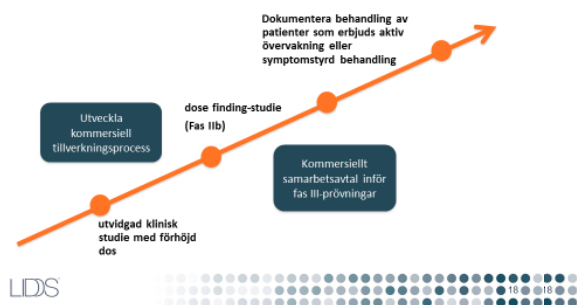 Dokumentera behandling av
patienter som erbjuds aktiv
övervakning eller
symptomstyrd behandling
Utveckla
kommersiell
tillverkningsprocess
dose finding-studie
(Fas IIb)
Kommersiellt
samarbetsavtal inför
fas III-prövningar
utvidgad klinisk
studie med förhöjd
dos
LIDDS
18 18